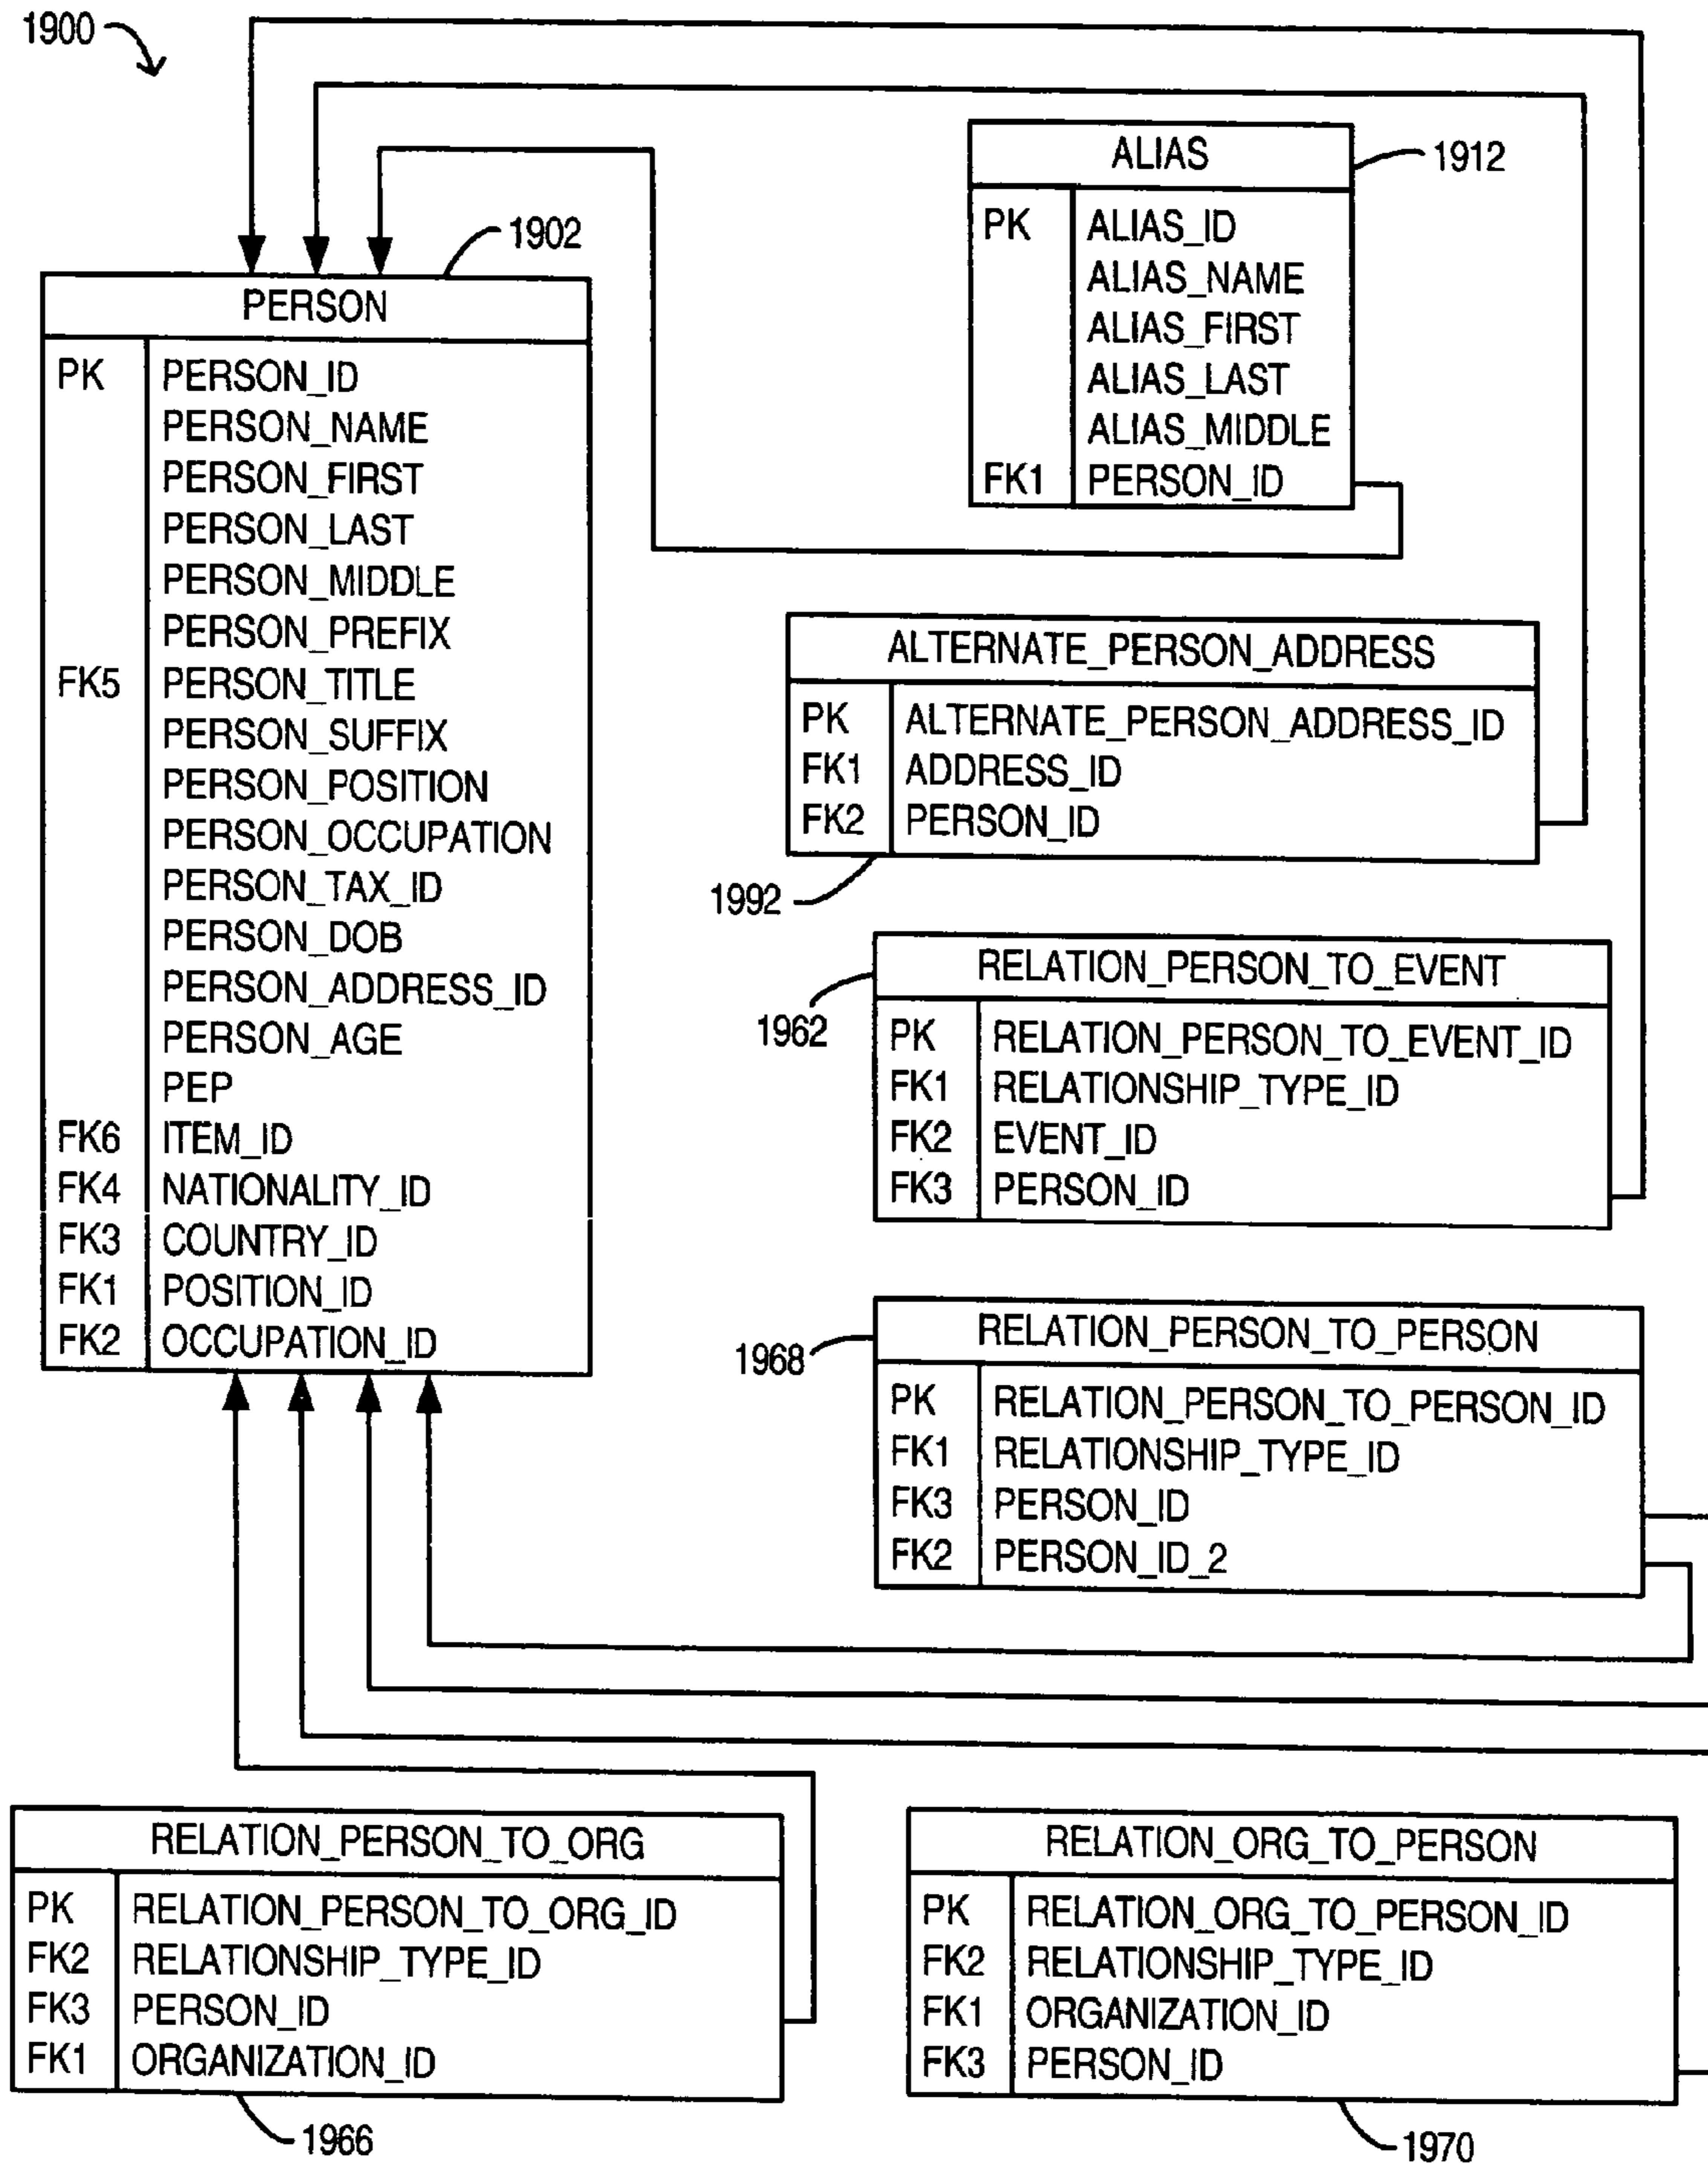 1900
ALIAS
1912
PK ALIAS_ID
ALIAS_NAME
ALIAS_FIRST
ALIAS_LAST
ALIAS_MIDDLE
FK1 PERSON_ID
1902
PERSON
PK PERSON_ID
PERSON_NAME
PERSON_FIRST
PERSON_LAST
PERSON_MIDDLE
PERSON_PREFIX
FK5 PERSON_TITLE
PERSON_SUFFIX
PERSON_POSITION
PERSON_OCCUPATION
PERSON_TAX_ID
PERSON_DOB
PERSON_ADDRESS_ID
PERSON_AGE
PEP
FK6 ITEM_ID
FK4 NATIONALITY_ID
FK3 COUNTRY_ID
FK1 POSITION_ID
FK2 OCCUPATION_ID
ALTERNATE_PERSON_ADDRESS
PK ALTERNATE_PERSON_ADDRESS_ID
FK1 ADDRESS_ID
FK2 PERSON_ID
1992
RELATION_PERSON_TO_EVENT
1962
PK RELATION_PERSON_TO_EVENT_ID
FK1 RELATIONSHIP_TYPE_ID
FK2 EVENT_ID
FK3 PERSON_ID
RELATION_PERSON_TO_PERSON
1968
PK RELATION_PERSON_TO_PERSON_ID
FK1 RELATIONSHIP_TYPE_ID
FK3 PERSON_ID
FK2 PERSON_ID_2
RELATION_PERSON_TO_ORG
PK RELATION_PERSON_TO_ORG_ID
FK2 RELATIONSHIP_TYPE_ID
FK3 PERSON_ID
FK1 ORGANIZATION_ID
1966
RELATION_ORG_TO_PERSON
PK RELATION_ORG_TO_PERSON_ID
FK2 RELATIONSHIP_TYPE_ID
FK1 ORGANIZATION_ID
FK3 PERSON_ID
1970